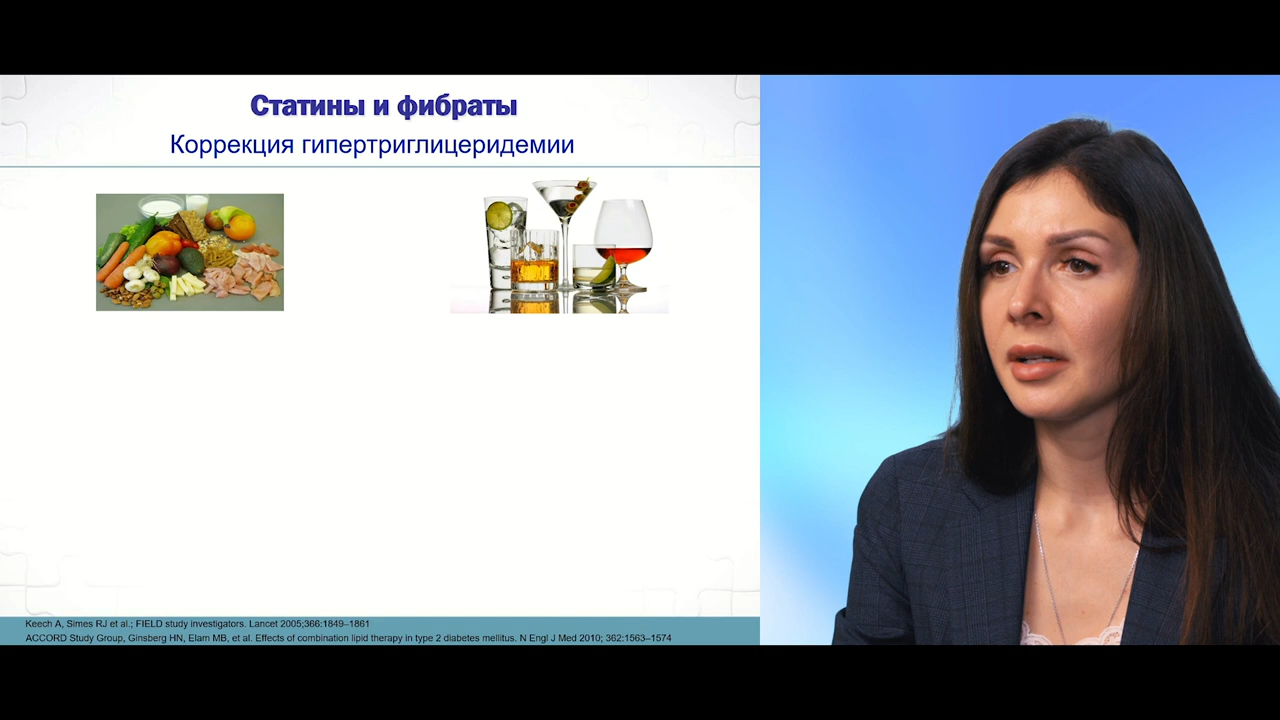 Статины и фибраты
Коррекция гипертриглицеридемии
Keech A, Simes RJ et al.; FIELD study investigators. Lancet 2005;366:1849–1861
ACCORD Study Group, Ginsberg HN, Elam MB, et al. Effects of combination lipid therapy in type 2 diabetes mellitus. N Engl J Med 2010; 362:1563–1574